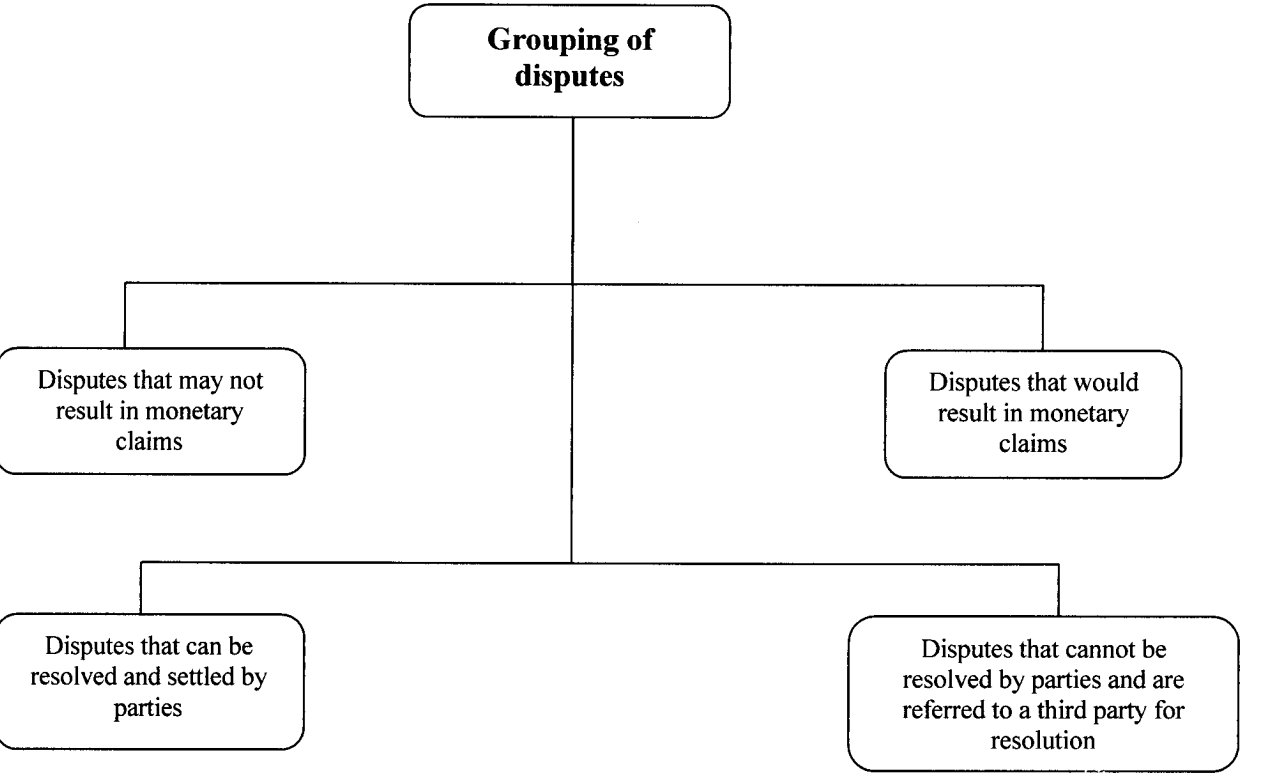 Grouping of
disputes
Disputes that may not
result in monetary
claims
Disputes that would
result in monetary
claims
Disputes that can be
resolved and settled by
parties
Disputes that cannot be
resolved by parties and are
referred to a third party for
resolution